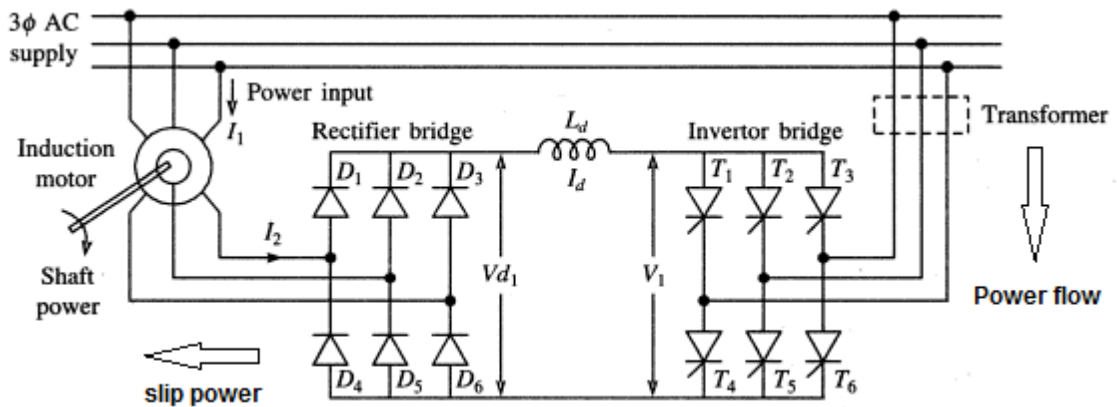 3ϕ AC
supply
Power input
I1
Rectifier bridge
Ld
Id
Invertor bridge
Transformer
Induction
motor
D1
D2
D3
T1
T2
T3
I2
Shaft
power
Vd1
V1
Power flow
slip power
D4
D5
D6
T4
T5
T6